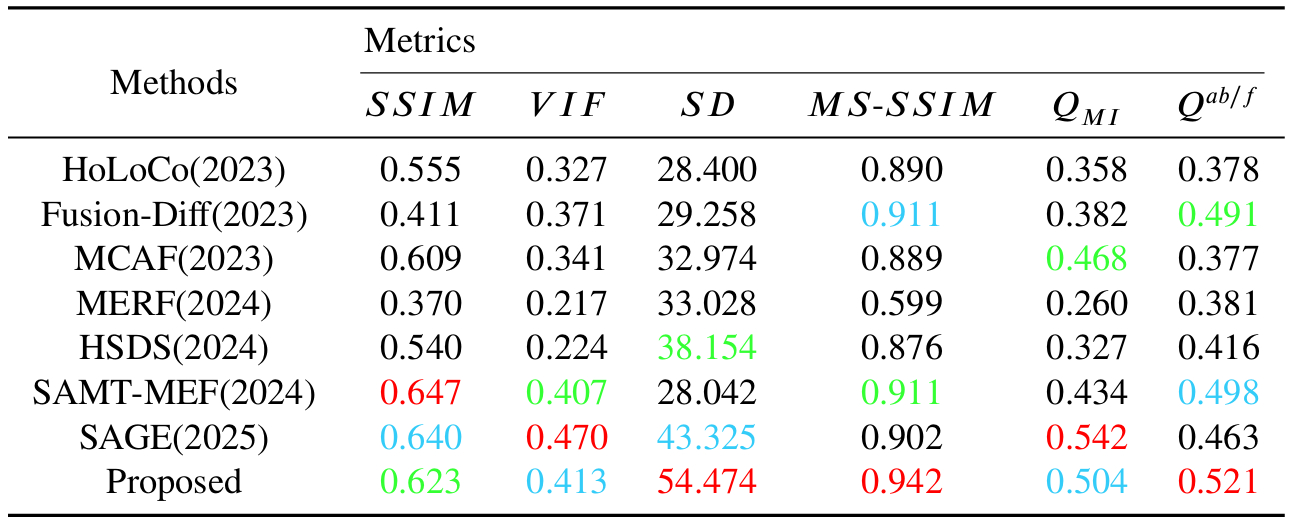 Metrics
Methods
SSIM VIF SD MS-SSIM Q_MI Q^ab/f
HoLoCo(2023) 0.555 0.327 28.400 0.890 0.358 0.378
Fusion-Diff(2023) 0.411 0.371 29.258 0.911 0.382 0.491
MCAF(2023) 0.609 0.341 32.974 0.889 0.468 0.377
MERF(2024) 0.370 0.217 33.028 0.599 0.260 0.381
HSDS(2024) 0.540 0.224 38.154 0.876 0.327 0.416
SAMT-MEF(2024) 0.647 0.407 28.042 0.911 0.434 0.498
SAGE(2025) 0.640 0.470 43.325 0.902 0.542 0.463
Proposed 0.623 0.413 54.474 0.942 0.504 0.521